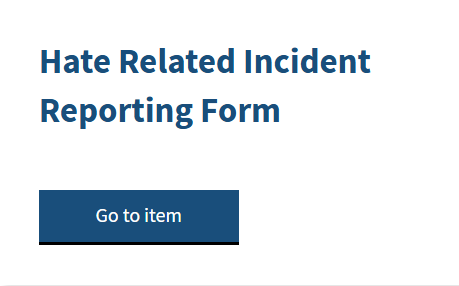 Hate Related Incident
Reporting Form
Go to item